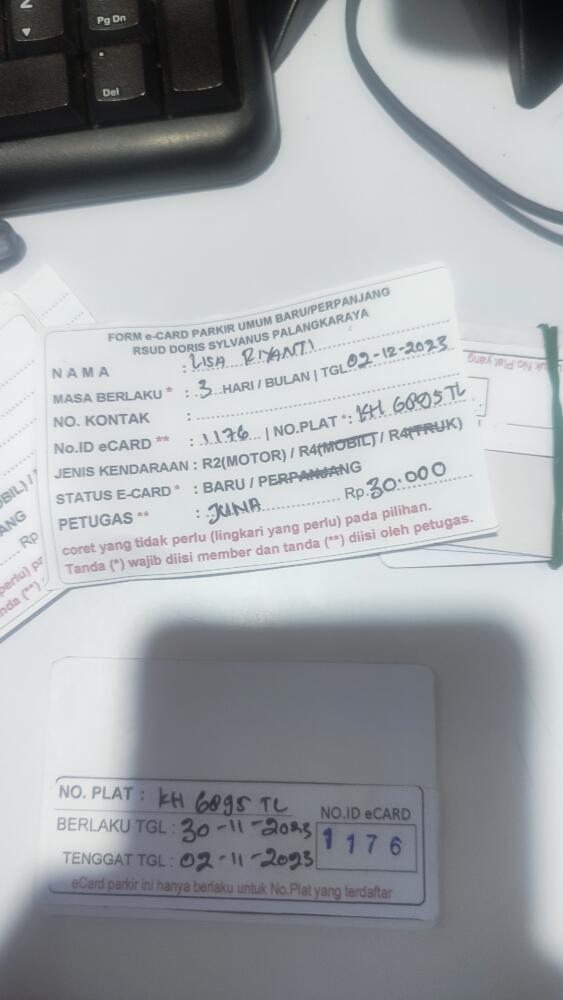 Pg Dn
Del
FORM e-CARD PARKIR UMUM BARU/PERPANJANG
RSUD DORIS SYLVANUS PALANGKARAYA
NAMA : LISA RIYANTI
MASA BERLAKU * : 3 HARI / BULAN | TGL 02-12-2023
NO. KONTAK :
No.ID eCARD ** : 1176 | NO.PLAT *: KH 6895 TL
JENIS KENDARAAN : R2(MOTOR) / R4(MOBIL) / R4(TRUK)
STATUS E-CARD * : BARU / PERPANJANG
PETUGAS ** : JUNA Rp. 30.000
coret yang tidak perlu (lingkari yang perlu) pada pilihan.
Tanda (*) wajib diisi member dan tanda (**) diisi oleh petugas.
NO. PLAT : KH 6895 TL
BERLAKU TGL : 30-11-2023
TENGGAT TGL : 02-11-2023
NO.ID eCARD
1176
eCard parkir ini hanya berlaku untuk No.Plat yang terdaftar